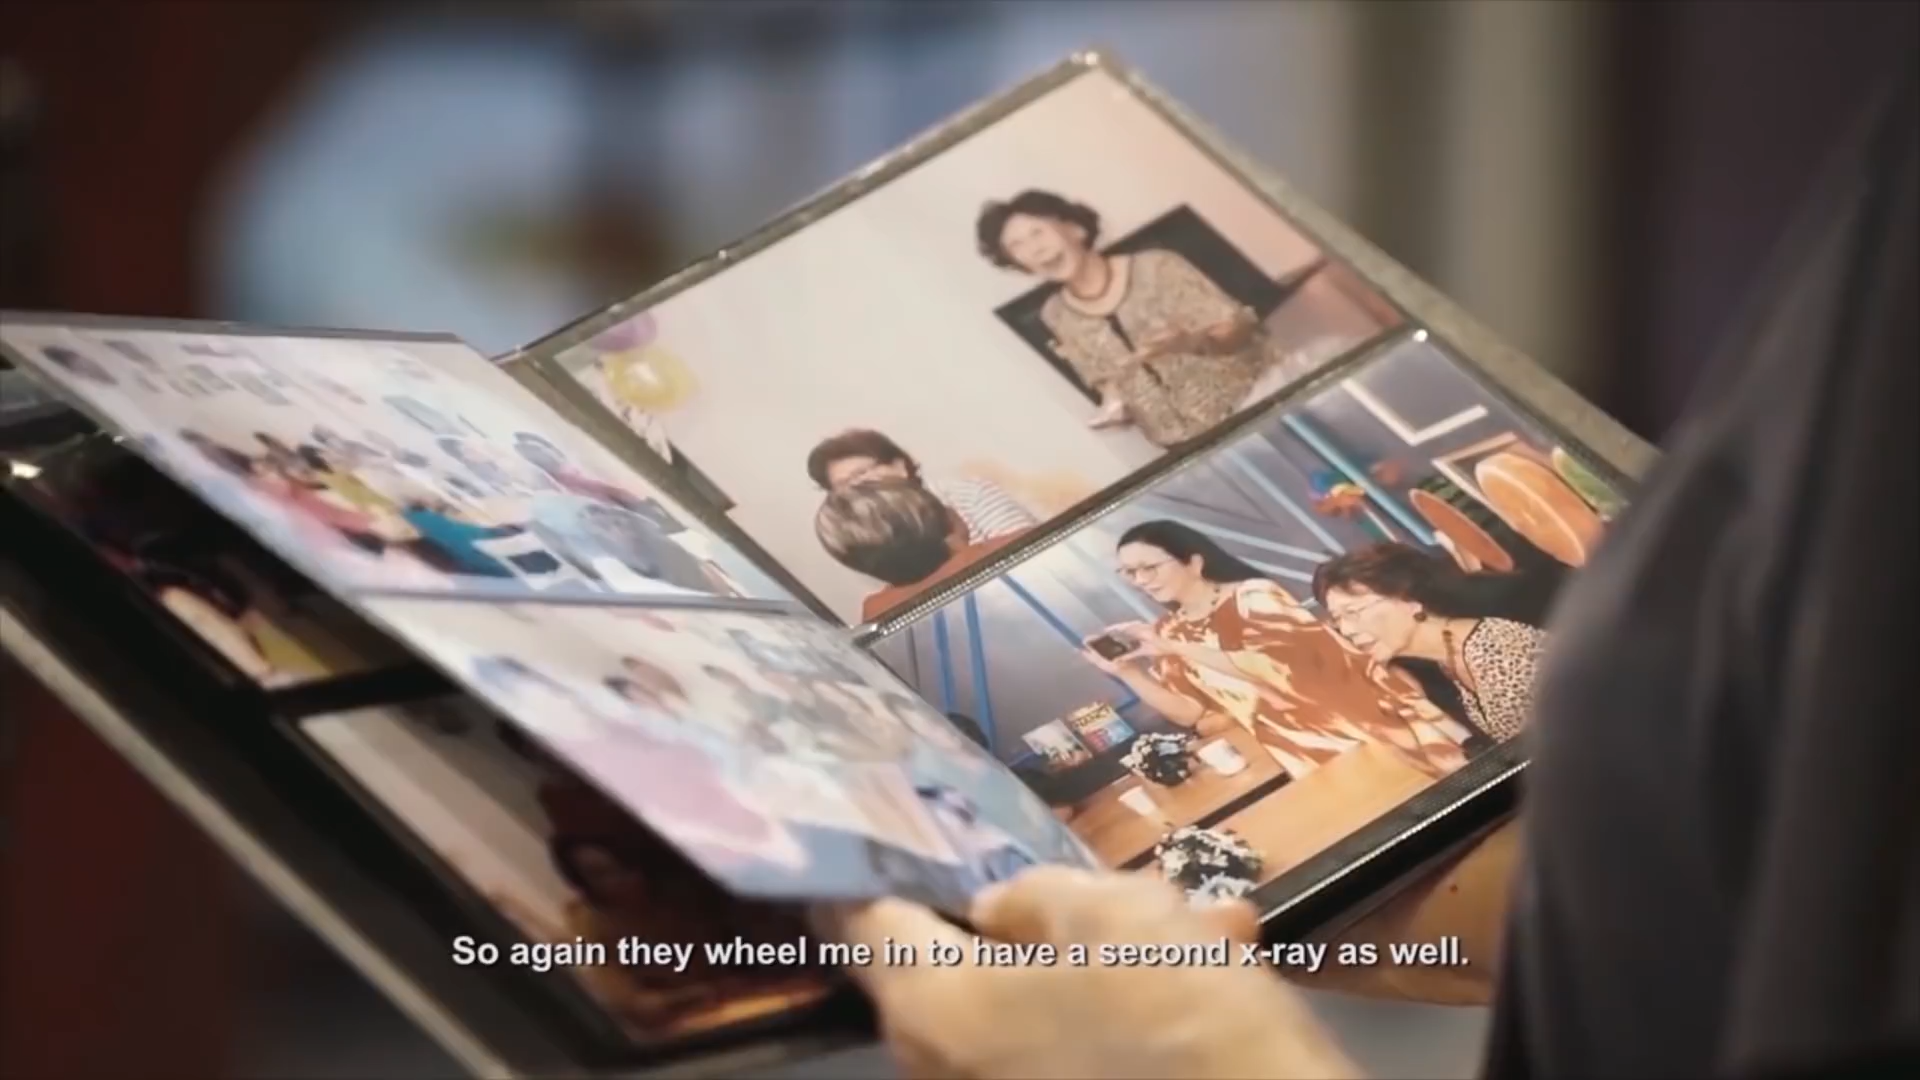 So again they wheel me in to have a second x-ray as well.